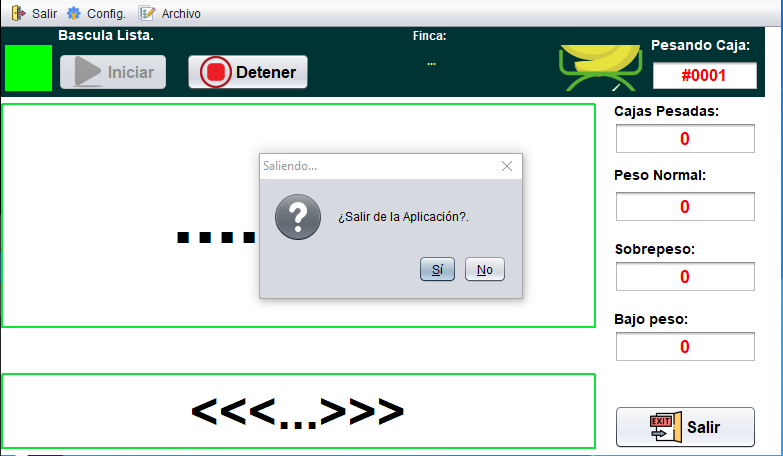 Salir Config. Archivo
Bascula Lista.
Finca:
Iniciar
Detener
...
Pesando Caja:
#0001
Cajas Pesadas:
0
Peso Normal:
0
Sobrepeso:
0
Bajo peso:
0
....
Saliendo...
¿Salir de la Aplicación?.
Sí No
<<<...>>>
EXIT
Salir